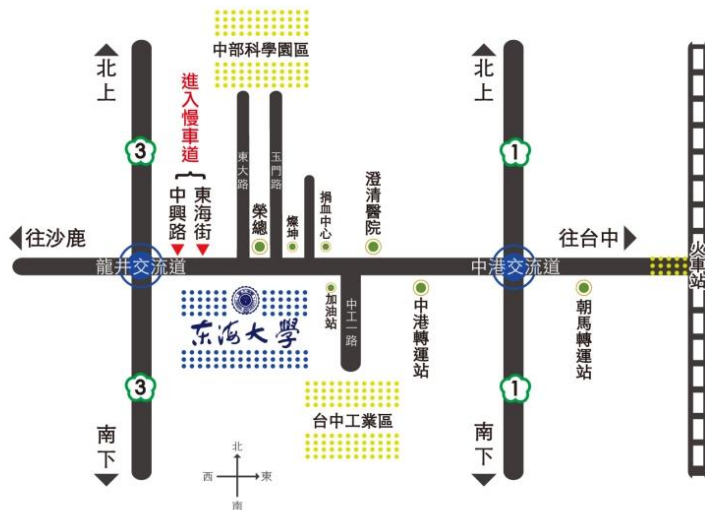 中部科學園區
北上
進入慢車道
北上
3
1
東大路
玉門路
中興路
東海街
榮總
燦坤
捐血中心
澄清醫院
往沙鹿
往台中
龍井交流道
中港交流道
火車站
东海大學
加油站
中工一路
中港轉運站
朝馬轉運站
3
1
台中工業區
南下
南下
北
西
東
南